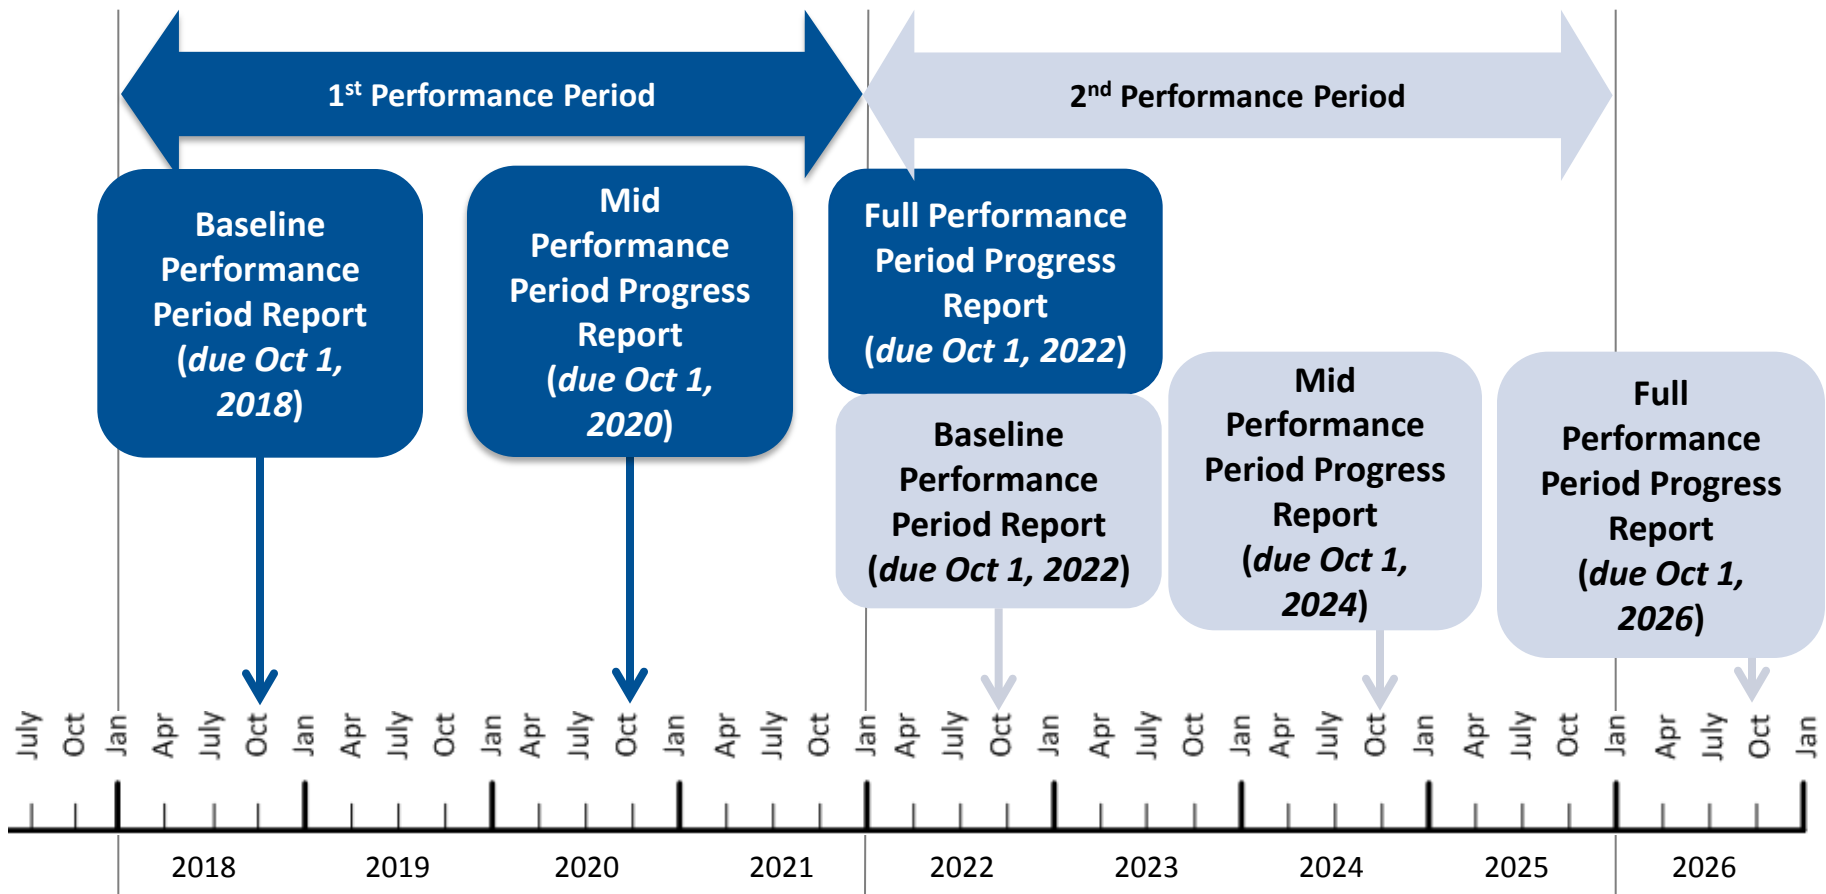 1st Performance Period
2nd Performance Period
Baseline
Performance
Period Report
(due Oct 1,
2018)
Mid
Performance
Period Progress
Report
(due Oct 1,
2020)
Full Performance
Period Progress
Report
(due Oct 1, 2022)
Baseline
Performance
Period Report
(due Oct 1, 2022)
Mid
Performance
Period Progress
Report
(due Oct 1,
2024)
Full
Performance
Period Progress
Report
(due Oct 1,
2026)
July Oct Jan Apr July Oct Jan Apr July Oct Jan Apr July Oct Jan Apr July Oct Jan Apr July Oct Jan Apr July Oct Jan Apr July Oct Jan Apr July Oct Jan Apr July Oct Jan
2018 2019 2020 2021 2022 2023 2024 2025 2026